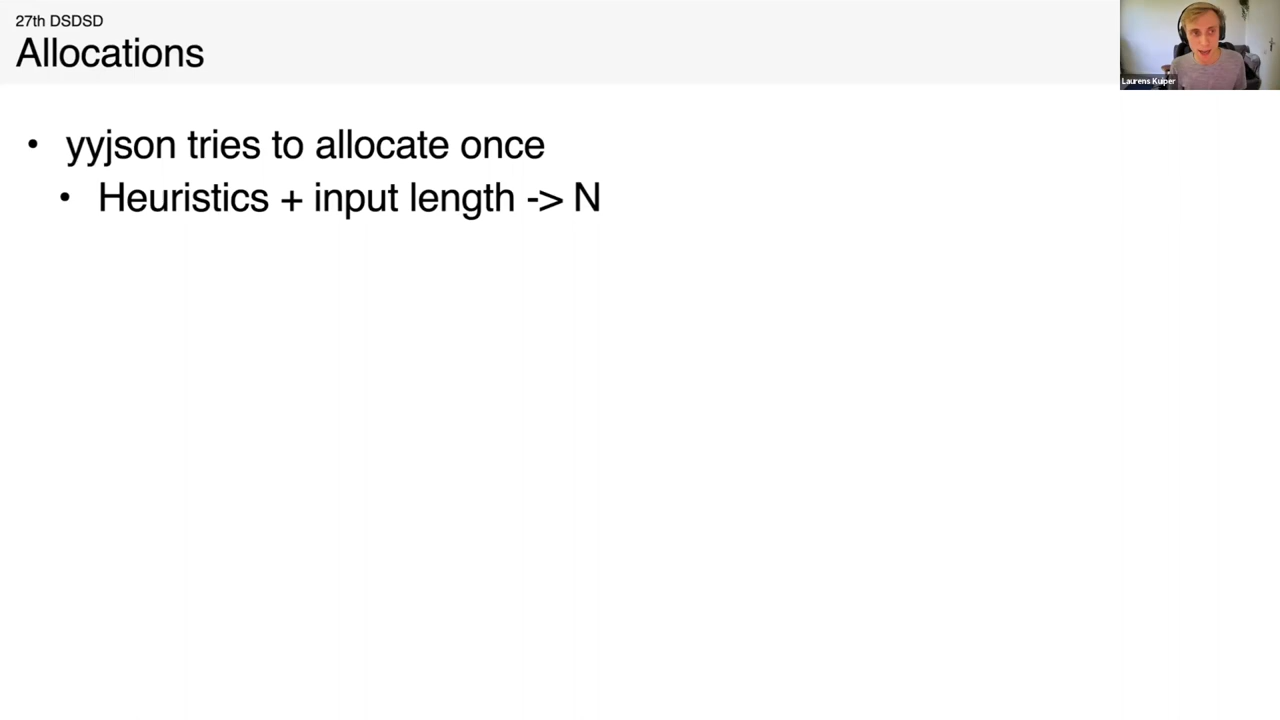 27th DSDSD
Allocations
Laurens Kuiper
• yyjson tries to allocate once
• Heuristics + input length -> N